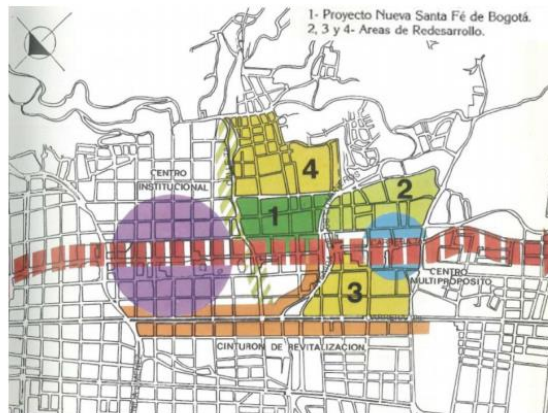 1- Proyecto Nueva Santa Fé de Bogotá.
2, 3 y 4- Areas de Redesarrollo.
CENTRO
INSTITUCIONAL
4
1
2
CENTRO
MULTIPROPOSITO
3
CINTURON DE REVITALIZACION